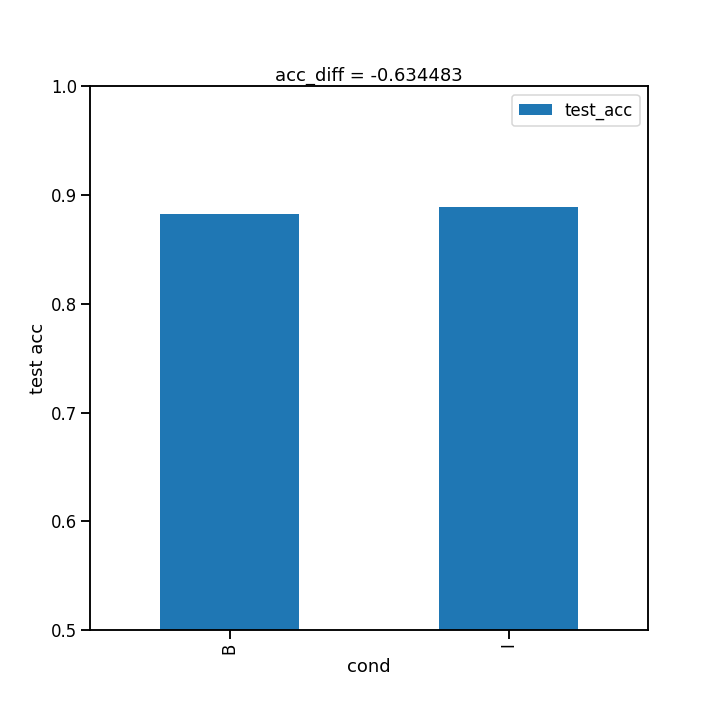 acc_diff = -0.634483
test_acc
1.0
0.9
0.8
0.7
0.6
0.5
test acc
B
I
cond